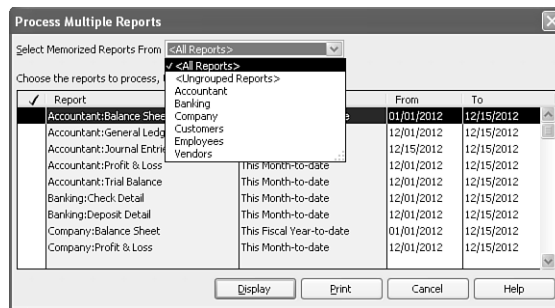 Process Multiple Reports
Select Memorized Reports From <All Reports>
<All Reports>
<Ungrouped Reports>
Accountant
Banking
Company
Customers
Employees
Vendors
Choose the reports to process,
Report From To
Accountant:Balance Shee 01/01/2012 12/15/2012
Accountant:General Ledg 12/01/2012 12/15/2012
Accountant:Journal Entrie 12/15/2012 12/15/2012
Accountant:Profit & Loss This Month-to-date 12/01/2012 12/15/2012
Accountant:Trial Balance This Month-to-date 12/01/2012 12/15/2012
Banking:Check Detail This Month-to-date 12/01/2012 12/15/2012
Banking:Deposit Detail This Month-to-date 12/01/2012 12/15/2012
Company:Balance Sheet This Fiscal Year-to-date 01/01/2012 12/15/2012
Company:Profit & Loss This Month-to-date 12/01/2012 12/15/2012
Display Print Cancel Help